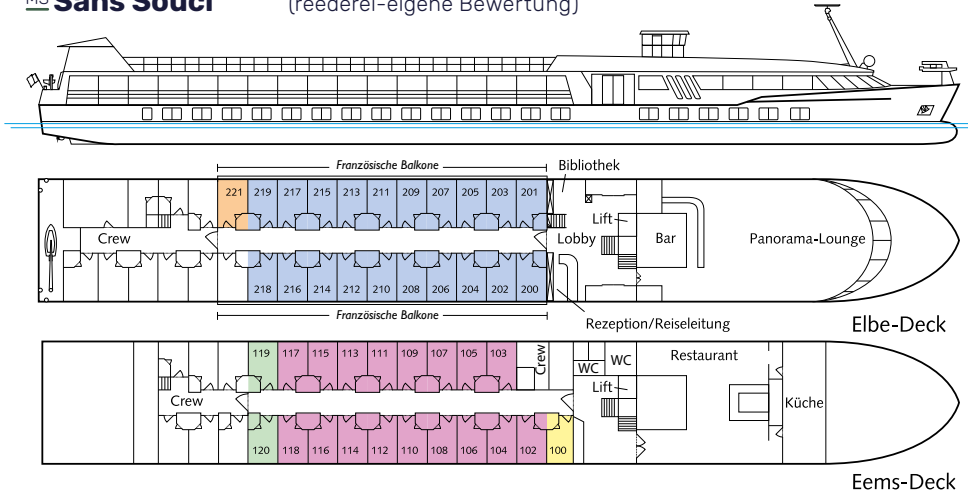 MS Sans Souci (reederei-eigene Bewertung)
Französische Balkone
Bibliothek
221 219 217 215 213 211 209 207 205 203 201
Lift
Crew Lobby Bar Panorama-Lounge
218 216 214 212 210 208 206 204 202 200
Französische Balkone
Rezeption/Reiseleitung
Elbe-Deck
119 117 115 113 111 109 107 105 103 Crew WC WC Restaurant
Lift
Crew Küche
120 118 116 114 112 110 108 106 104 102 100
Eems-Deck